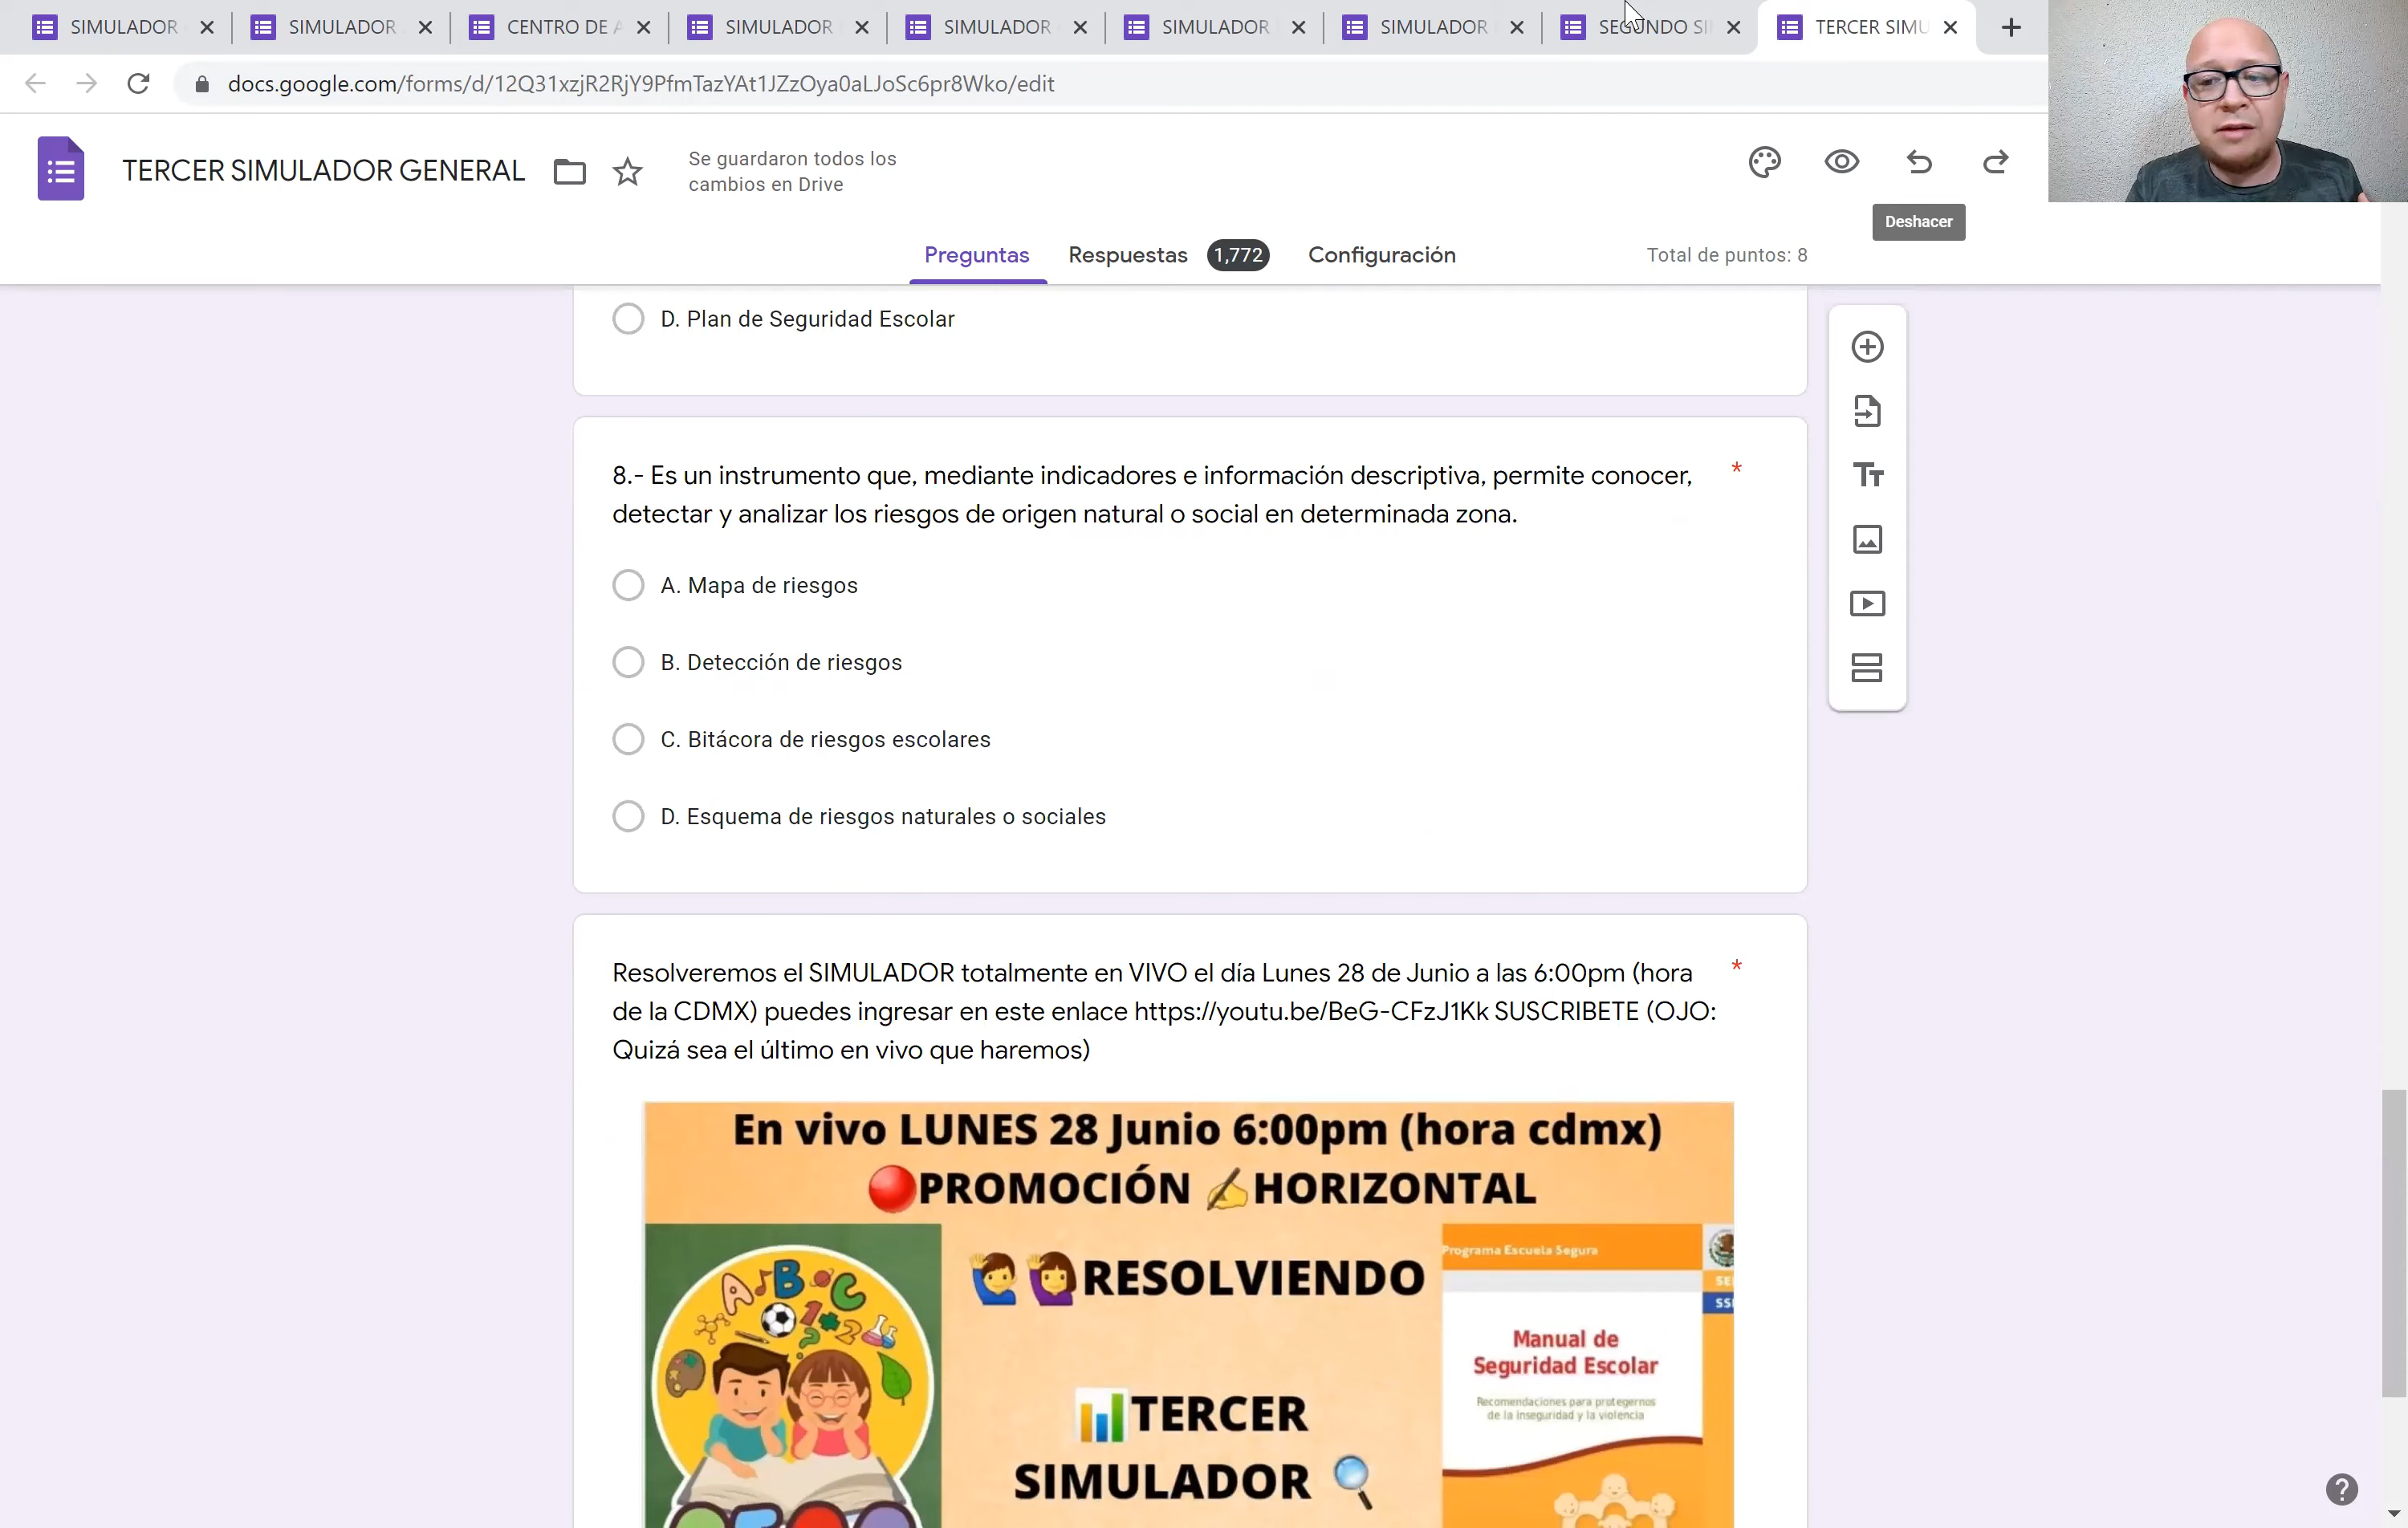 SIMULADOR
SIMULADOR
CENTRO DE A
SIMULADOR
SIMULADOR
SIMULADOR
SIMULADOR
SEGUNDO SI
TERCER SIMU
docs.google.com/forms/d/12Q31xzjR2RjY9PfmTazYAt1JZzOya0aLJoSc6pr8Wko/edit
TERCER SIMULADOR GENERAL
Se guardaron todos los
cambios en Drive
Deshacer
Preguntas
Respuestas
1,772
Configuración
Total de puntos: 8
D. Plan de Seguridad Escolar
8.- Es un instrumento que, mediante indicadores e información descriptiva, permite conocer, *
detectar y analizar los riesgos de origen natural o social en determinada zona.
A. Mapa de riesgos
B. Detección de riesgos
C. Bitácora de riesgos escolares
D. Esquema de riesgos naturales o sociales
Resolveremos el SIMULADOR totalmente en VIVO el día Lunes 28 de Junio a las 6:00pm (hora *
de la CDMX) puedes ingresar en este enlace https://youtu.be/BeG-CFzJ1Kk SUSCRIBETE (OJO:
Quizá sea el último en vivo que haremos)
En vivo LUNES 28 Junio 6:00pm (hora cdmx)
PROMOCIÓN HORIZONTAL
RESOLVIENDO
TERCER
SIMULADOR
Programa Escuela Segura
SE
SS
Manual de
Seguridad Escolar
Recomendaciones para protegernos
de la inseguridad y la violencia